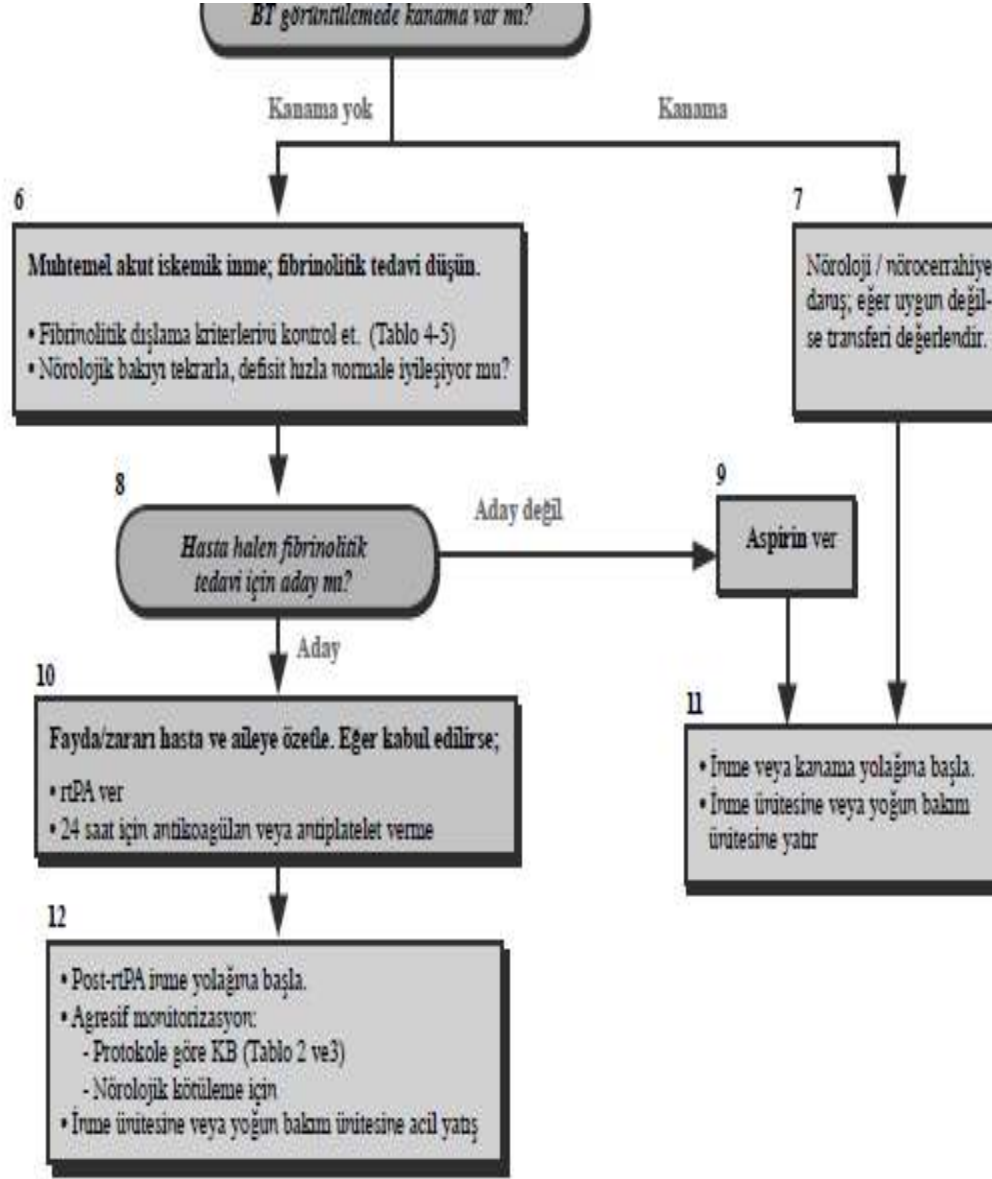 BT görüntülemede kanama var mı?
Kanama yok
Kanama
6
Muhtemel akut iskemik inme; fibrinolitik tedavi düşün.
• Fibrinolitik dışlama kriterlerini kontrol et. (Tablo 4-5)
• Nörolojik bakıyı tekrarla, defisit hızla normale iyileşiyor mu?
7
Nöroloji / nörocerrahiye
danış; eğer uygun değil-
se transferi değerlendir.
8
Hasta halen fibrinolitik
tedavi için aday mı?
Aday değil
9
Aspirin ver
Aday
10
Fayda/zararı hasta ve aileye özetle. Eğer kabul edilirse;
• rtPA ver
• 24 saat için antikoagülan veya antiplatelet verme
11
• İnme veya kanama yolağına başla.
• İnme ünitesine veya yoğun bakım
ünitesine yatır
12
• Post-rtPA inme yolağına başla.
• Agresif monitorizasyon:
- Protokole göre KB (Tablo 2 ve3)
- Nörolojik kötüleme için
• İnme ünitesine veya yoğun bakım ünitesine acil yatış